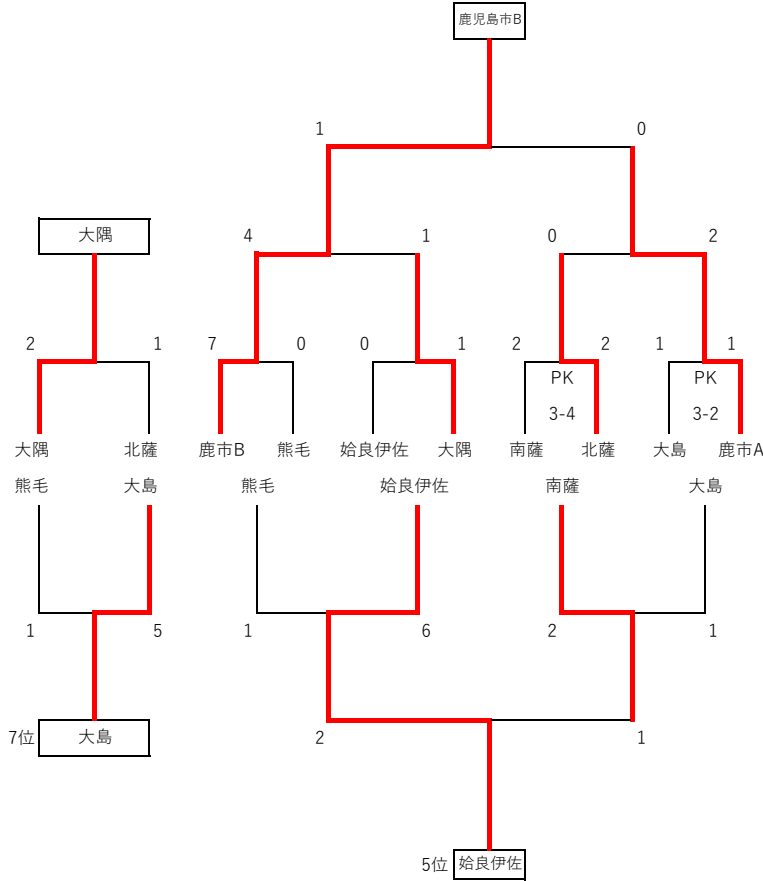 鹿児島市B
1 0
大隅 4 1 0 2
2 1 7 0 0 1 2 2 1 1
PK PK
3-4 3-2
大隅 北薩 鹿市B 熊毛 姶良伊佐 大隅 南薩 北薩 大島 鹿市A
熊毛 大島 熊毛 姶良伊佐 南薩 大島
1 5 1 6 2 1
7位 大島 2 1
5位 姶良伊佐